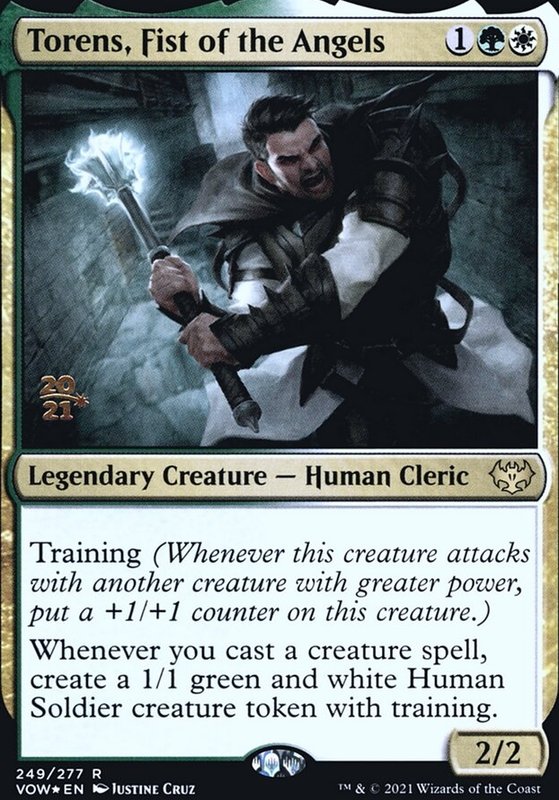 Torens, Fist of the Angels 1
20
21
Legendary Creature — Human Cleric
Training (Whenever this creature attacks
with another creature with greater power,
put a +1/+1 counter on this creature.)
Whenever you cast a creature spell,
create a 1/1 green and white Human
Soldier creature token with training.
2/2
249/277 R
VOW★EN Justine Cruz
™ & © 2021 Wizards of the Coast